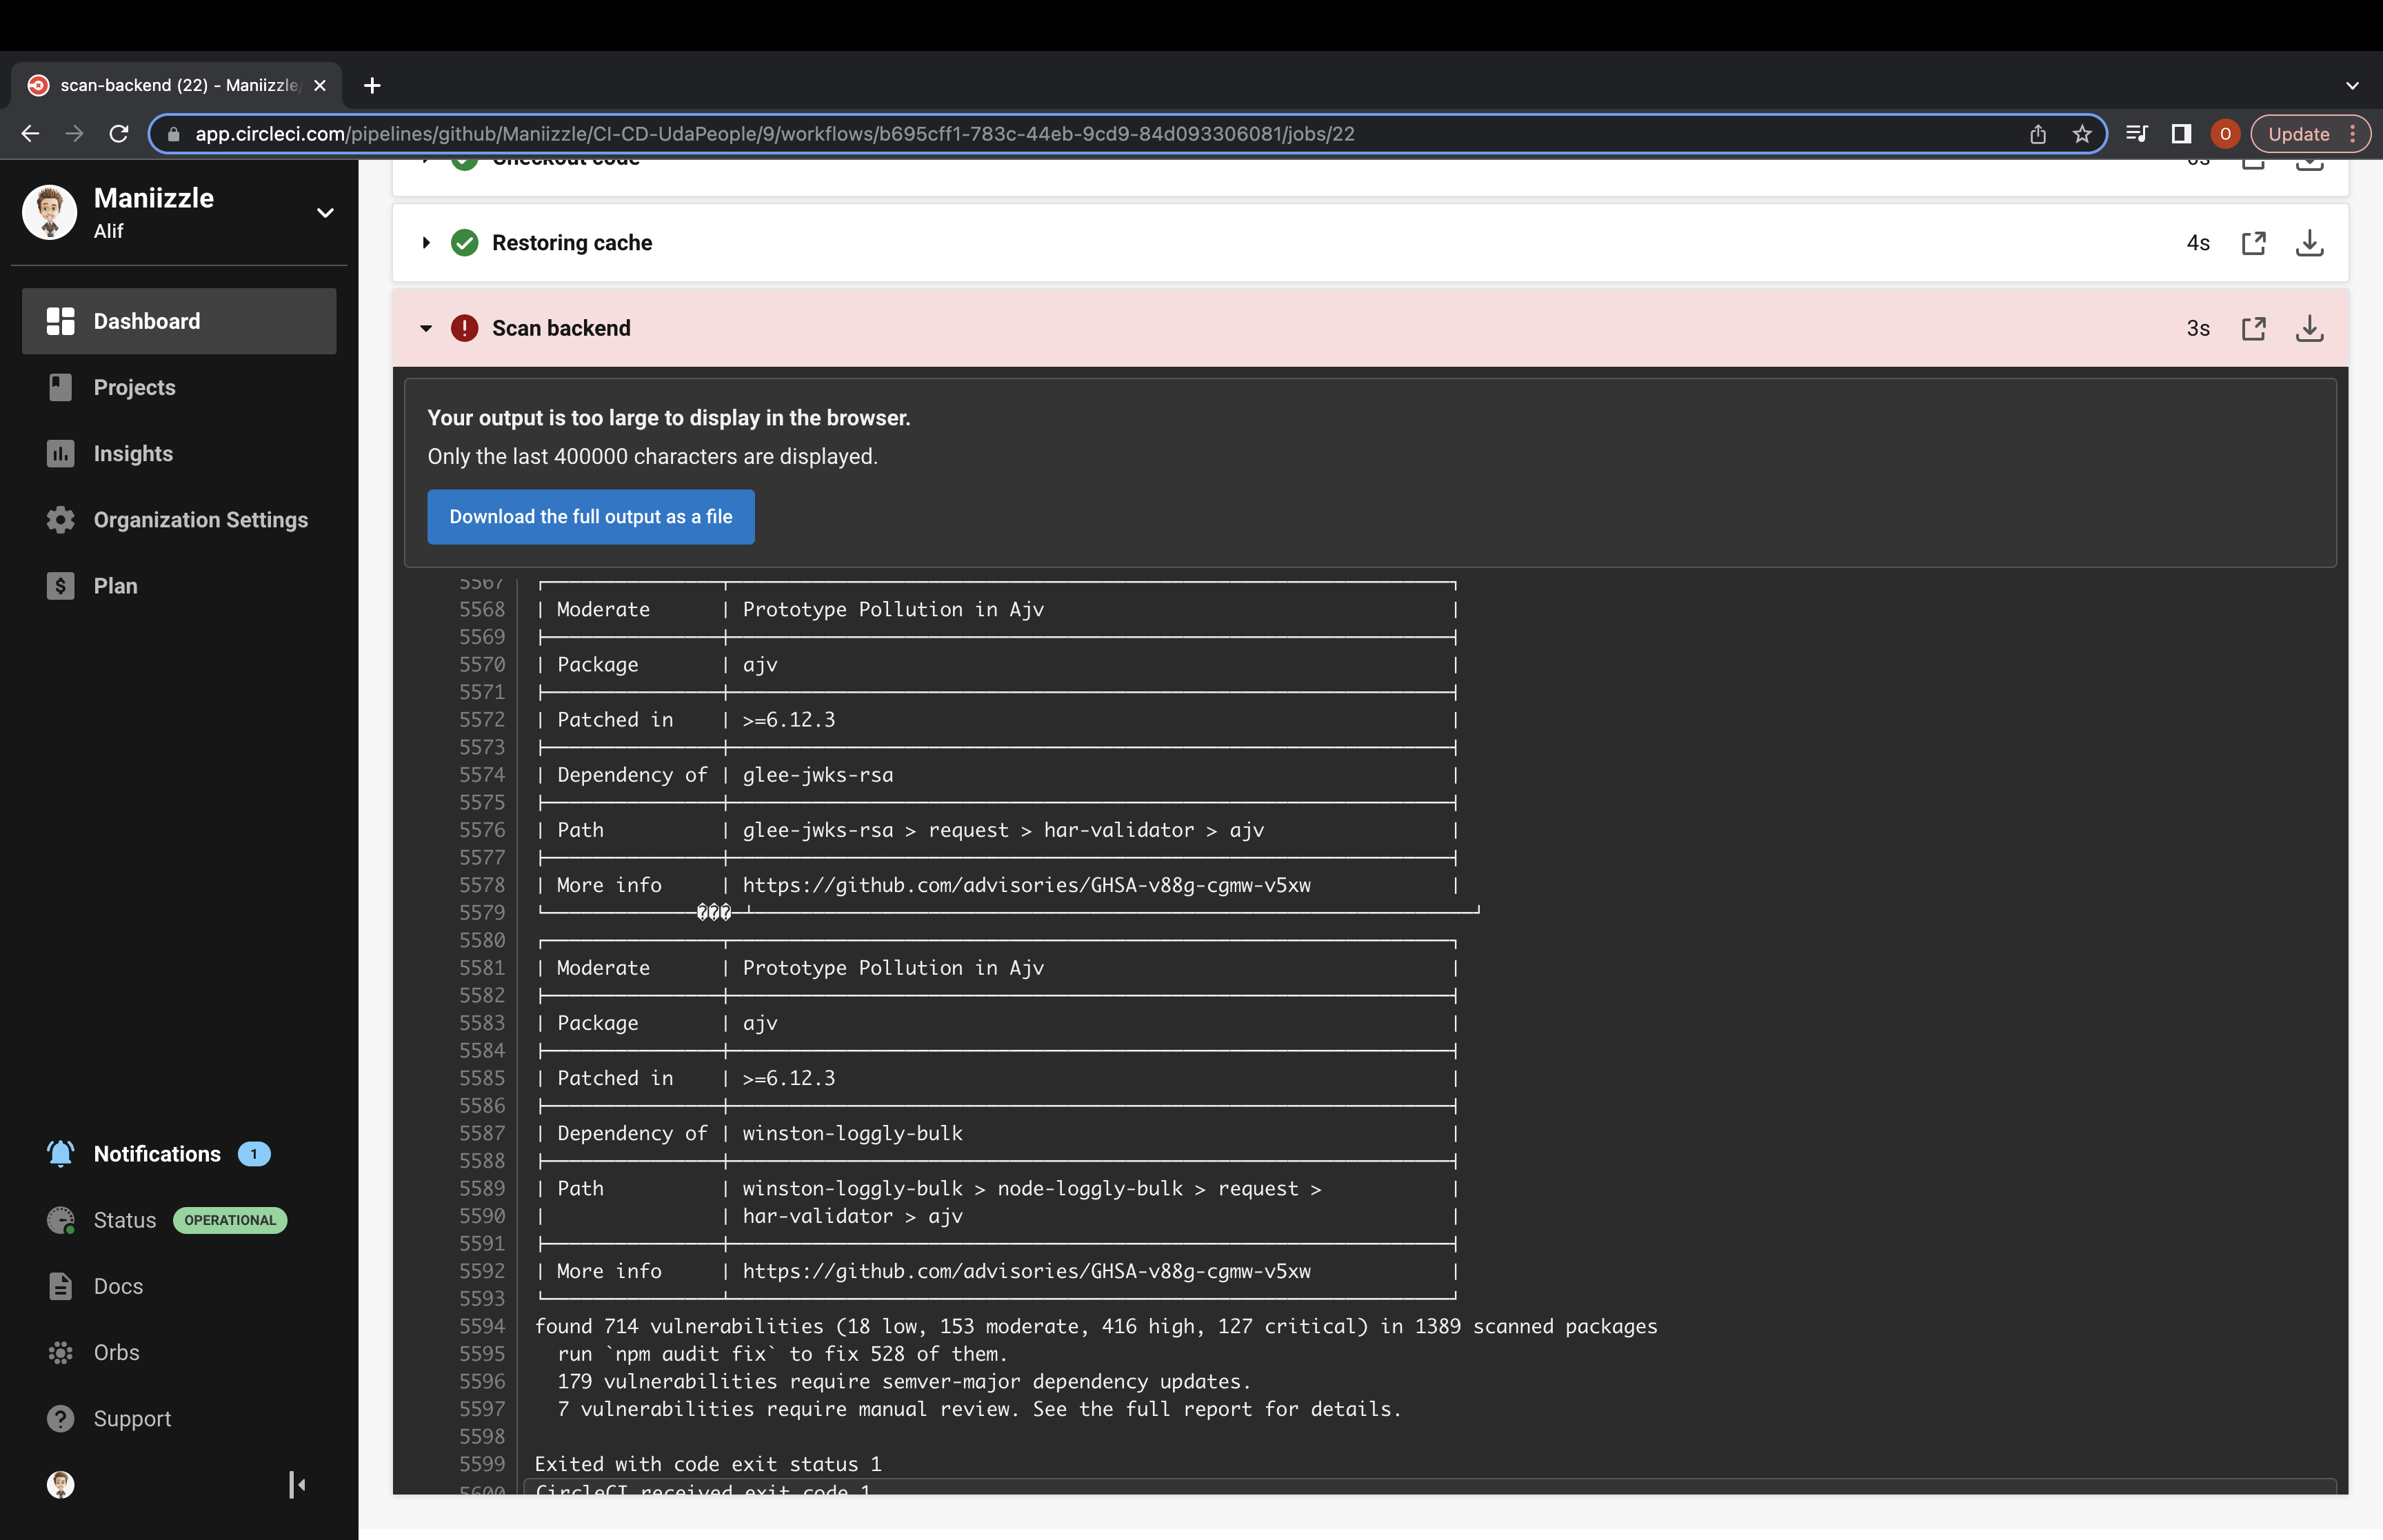 scan-backend (22) - Maniizzle
app.circleci.com/pipelines/github/Maniizzle/CI-CD-UdaPeople/9/workflows/b695cff1-783c-44eb-9cd9-84d093306081/jobs/22
O
Update
Maniizzle
Alif
Dashboard
Projects
Insights
Organization Settings
Plan
Notifications 1
Status OPERATIONAL
Docs
Orbs
Support
Checkout code 0s
Restoring cache 4s
Scan backend 3s
Your output is too large to display in the browser.
Only the last 400000 characters are displayed.
Download the full output as a file
5567
5568 | Moderate | Prototype Pollution in Ajv |
5569
5570 | Package | ajv |
5571
5572 | Patched in | >=6.12.3 |
5573
5574 | Dependency of | glee-jwks-rsa |
5575
5576 | Path | glee-jwks-rsa > request > har-validator > ajv |
5577
5578 | More info | https://github.com/advisories/GHSA-v88g-cgmw-v5xw |
5579 ���
5580
5581 | Moderate | Prototype Pollution in Ajv |
5582
5583 | Package | ajv |
5584
5585 | Patched in | >=6.12.3 |
5586
5587 | Dependency of | winston-loggly-bulk |
5588
5589 | Path | winston-loggly-bulk > node-loggly-bulk > request > |
5590 | | har-validator > ajv |
5591
5592 | More info | https://github.com/advisories/GHSA-v88g-cgmw-v5xw |
5593
5594 found 714 vulnerabilities (18 low, 153 moderate, 416 high, 127 critical) in 1389 scanned packages
5595 run `npm audit fix` to fix 528 of them.
5596 179 vulnerabilities require semver-major dependency updates.
5597 7 vulnerabilities require manual review. See the full report for details.
5598
5599 Exited with code exit status 1
5600 CircleCI received exit code 1